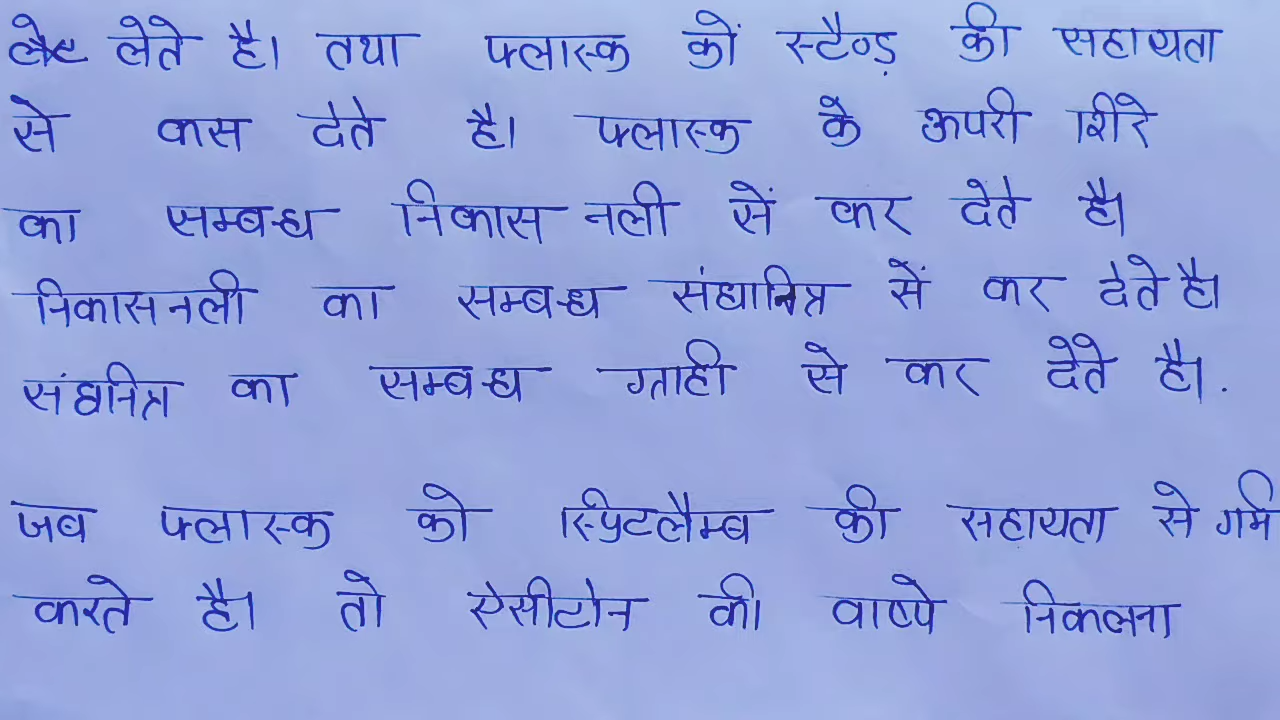 लेते है। तथा फ्लास्क कों स्टैण्ड़ की सहायता
से कस देते है। फ्लास्क के ऊपरी शिरे
का सम्बन्ध निकास नली सें कर देते है।
निकासनली का सम्बन्ध संघानित्र सें कर देते है।
संघनित्र का सम्बन्ध ग्राही से कर देते है।.
जब फ्लास्क को स्प्रिटलैम्ब की सहायता से गर्म
करते है। तो ऐसीटोन की वाष्पे निकलना